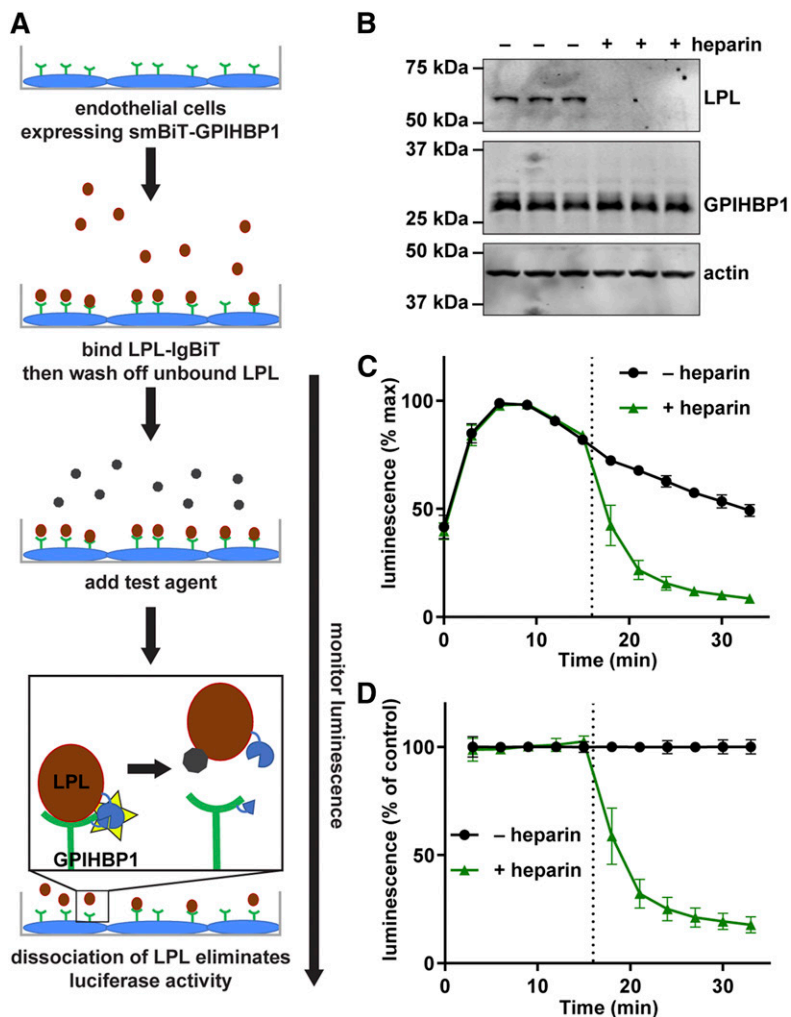 A
endothelial cells
expressing smBiT-GPIHBP1
bind LPL-lgBiT
then wash off unbound LPL
add test agent
monitor luminescence
LPL
GPIHBP1
dissociation of LPL eliminates
luciferase activity
B
– – – + + + heparin
75 kDa
50 kDa
LPL
37 kDa
25 kDa
GPIHBP1
50 kDa
37 kDa
actin
C
luminescence (% max)
100
50
0
– heparin
+ heparin
0 10 20 30
Time (min)
D
luminescence (% of control)
100
50
0
– heparin
+ heparin
0 10 20 30
Time (min)